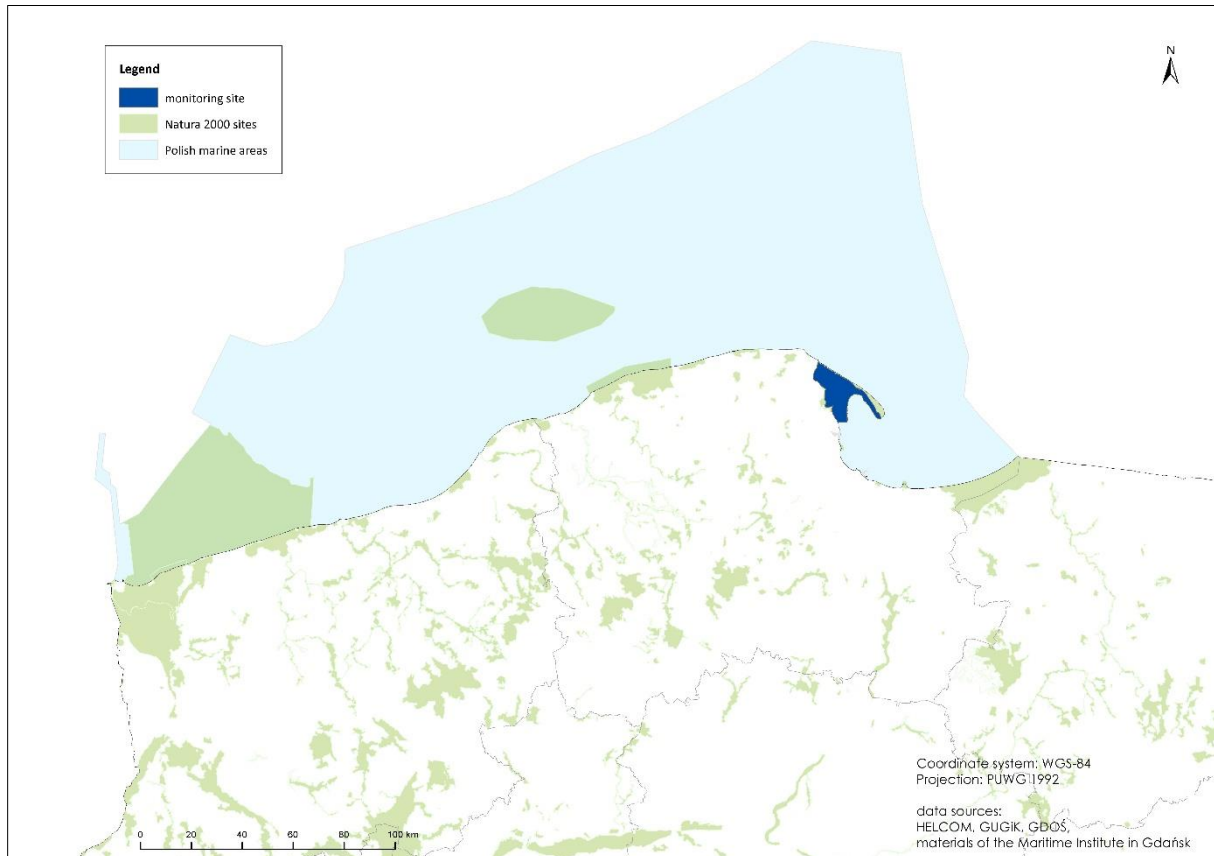 N
Legend
monitoring site
Natura 2000 sites
Polish marine areas
Coordinate system: WGS-84
Projection: PUWG 1992
data sources:
HELCOM, GUGiK, GDOŚ,
materials of the Maritime Institute in Gdańsk
0 20 40 60 80 100 km